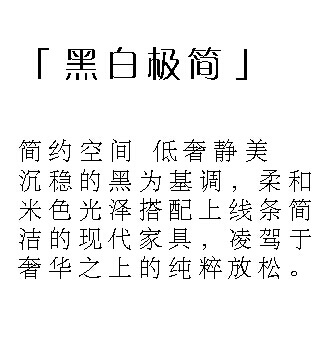 「黑白极简」
简约空间 低奢静美
沉稳的黑为基调，柔和
米色光泽搭配上线条简
洁的现代家具，凌驾于
奢华之上的纯粹放松。